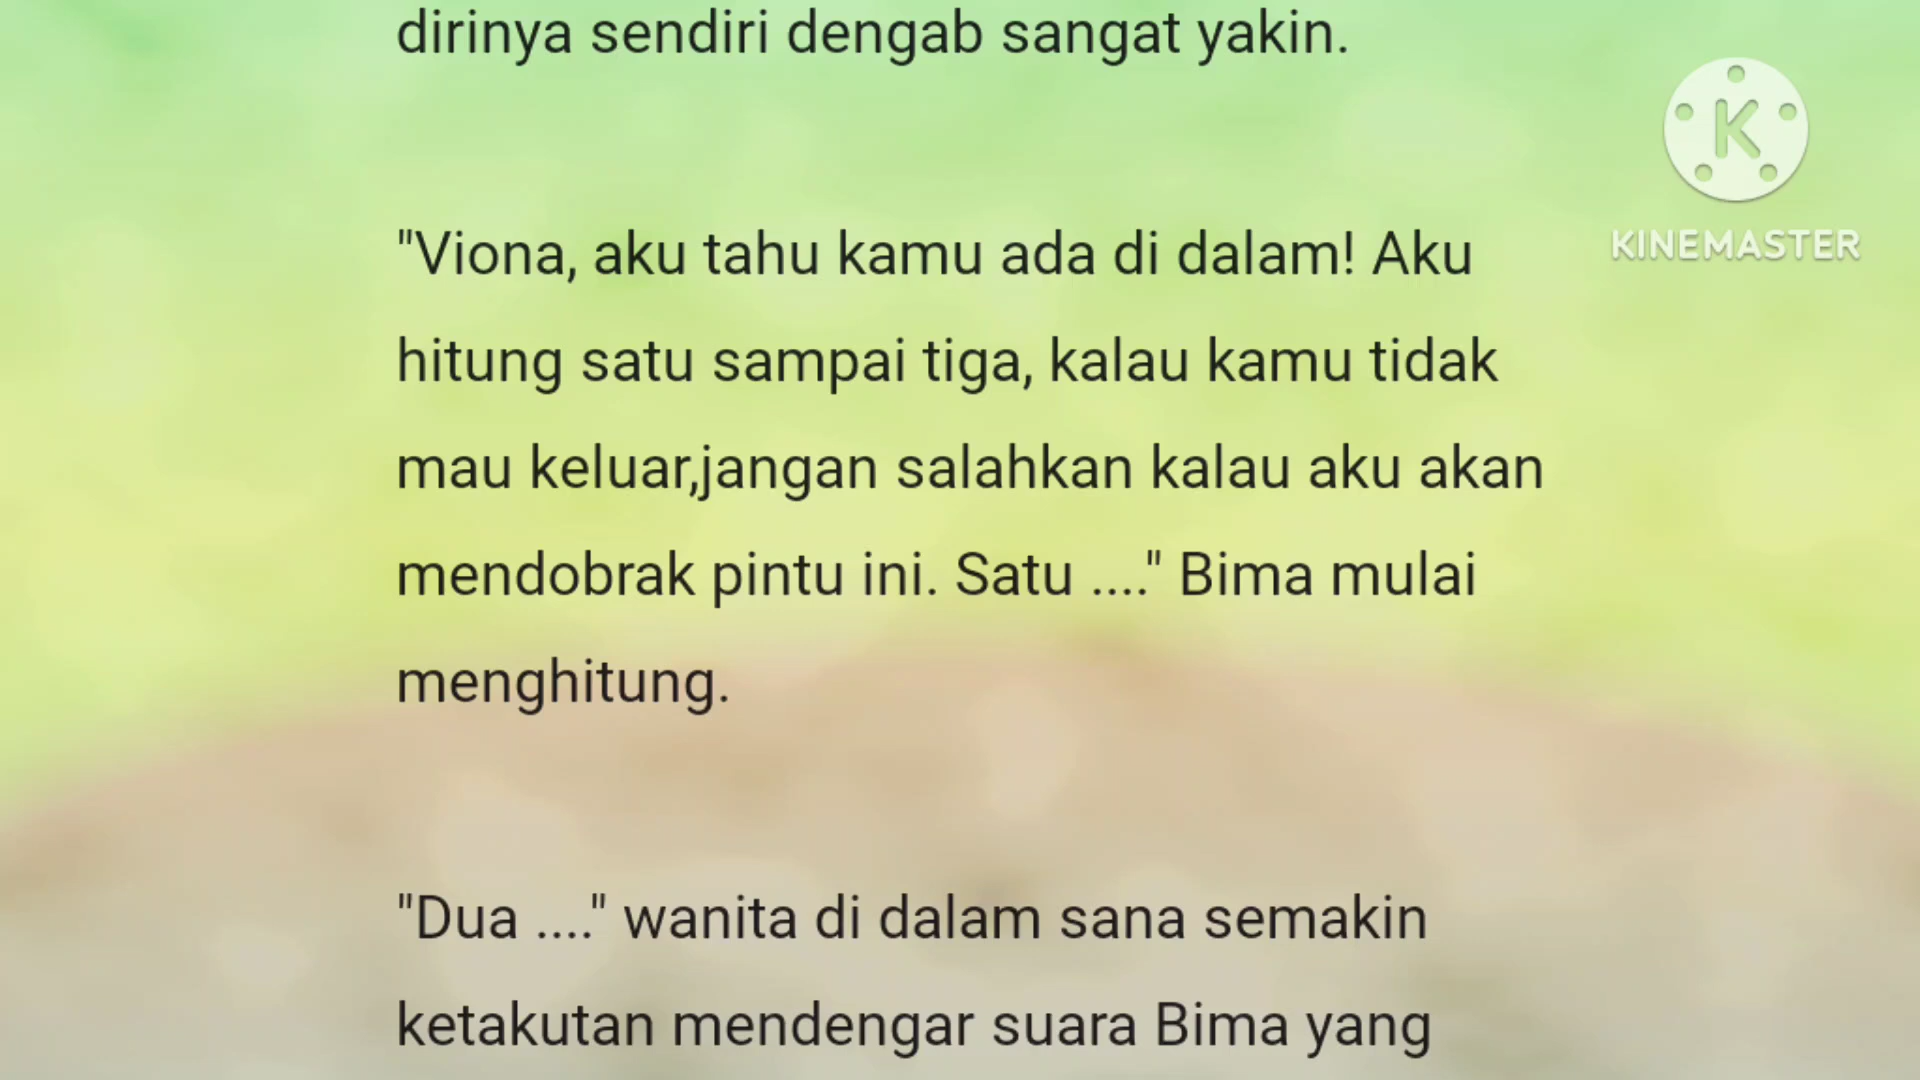 dirinya sendiri dengab sangat yakin.
"Viona, aku tahu kamu ada di dalam! Aku
hitung satu sampai tiga, kalau kamu tidak
mau keluar,jangan salahkan kalau aku akan
mendobrak pintu ini. Satu ...." Bima mulai
menghitung.
"Dua ...." wanita di dalam sana semakin
ketakutan mendengar suara Bima yang
K
KINEMASTER